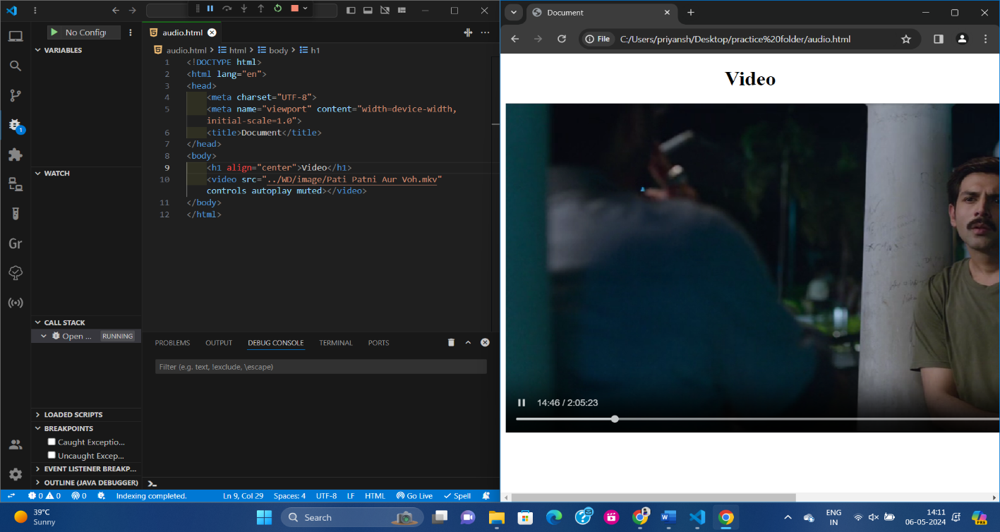 No Configu
audio.html
VARIABLES
WATCH
CALL STACK
Open ... RUNNING
LOADED SCRIPTS
BREAKPOINTS
Caught Exceptio...
Uncaught Excep...
EVENT LISTENER BREAKP...
OUTLINE (JAVA DEBUGGER)
Gr
1
audio.html > html > body > h1
1 <!DOCTYPE html>
2 <html lang="en">
3 <head>
4 <meta charset="UTF-8">
5 <meta name="viewport" content="width=device-width,
initial-scale=1.0">
6 <title>Document</title>
7 </head>
8 <body>
9 <h1 align="center">Video</h1>
10 <video src="../WD/image/Pati Patni Aur Voh.mkv"
controls autoplay muted></video>
11 </body>
12 </html>
PROBLEMS OUTPUT DEBUG CONSOLE TERMINAL PORTS
Filter (e.g. text, !exclude, \escape)
0 0 0 Indexing completed. Ln 9, Col 29 Spaces: 4 UTF-8 LF HTML Go Live Spell
Document
File C:/Users/priyansh/Desktop/practice%20folder/audio.html
Video
14:46 / 2:05:23
39°C
Sunny
Search
W
PRE
ENG
IN
14:11
06-05-2024